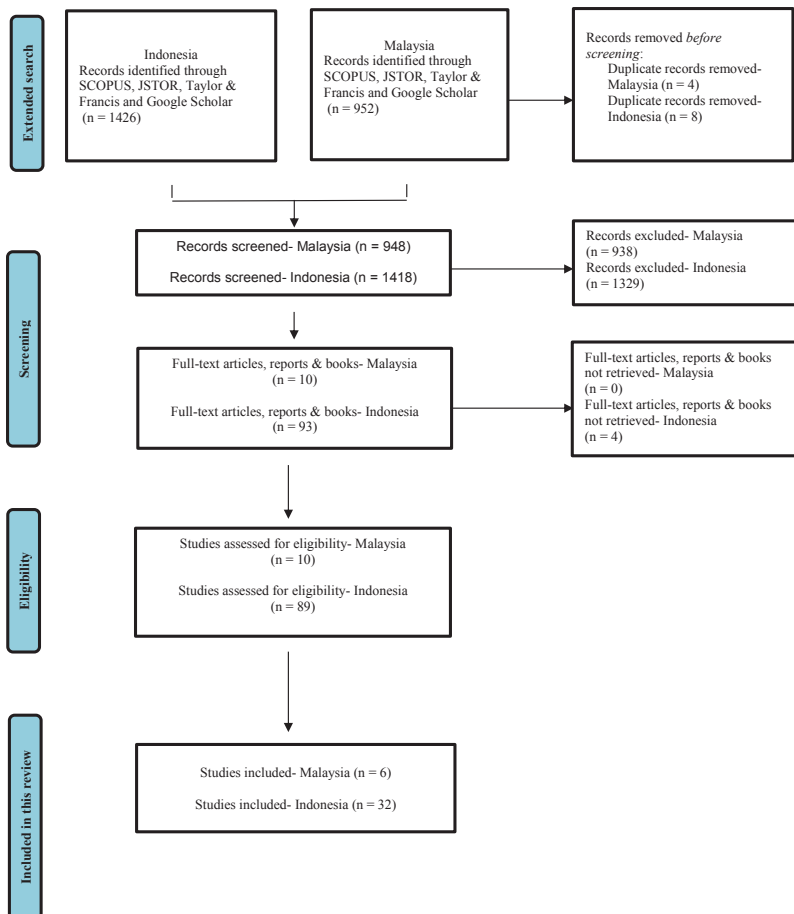 Extended search
Indonesia
Records identified through
SCOPUS, JSTOR, Taylor &
Francis and Google Scholar
(n = 1426)
Malaysia
Records identified through
SCOPUS, JSTOR, Taylor &
Francis and Google Scholar
(n = 952)
Records removed before
screening:
Duplicate records removed-
Malaysia (n = 4)
Duplicate records removed-
Indonesia (n = 8)
Screening
Records screened- Malaysia (n = 948)
Records screened- Indonesia (n = 1418)
Records excluded- Malaysia
(n = 938)
Records excluded- Indonesia
(n = 1329)
Full-text articles, reports & books- Malaysia
(n = 10)
Full-text articles, reports & books- Indonesia
(n = 93)
Full-text articles, reports & books
not retrieved- Malaysia
(n = 0)
Full-text articles, reports & books
not retrieved- Indonesia
(n = 4)
Eligibility
Studies assessed for eligibility- Malaysia
(n = 10)
Studies assessed for eligibility- Indonesia
(n = 89)
Included in this review
Studies included- Malaysia (n = 6)
Studies included- Indonesia (n = 32)